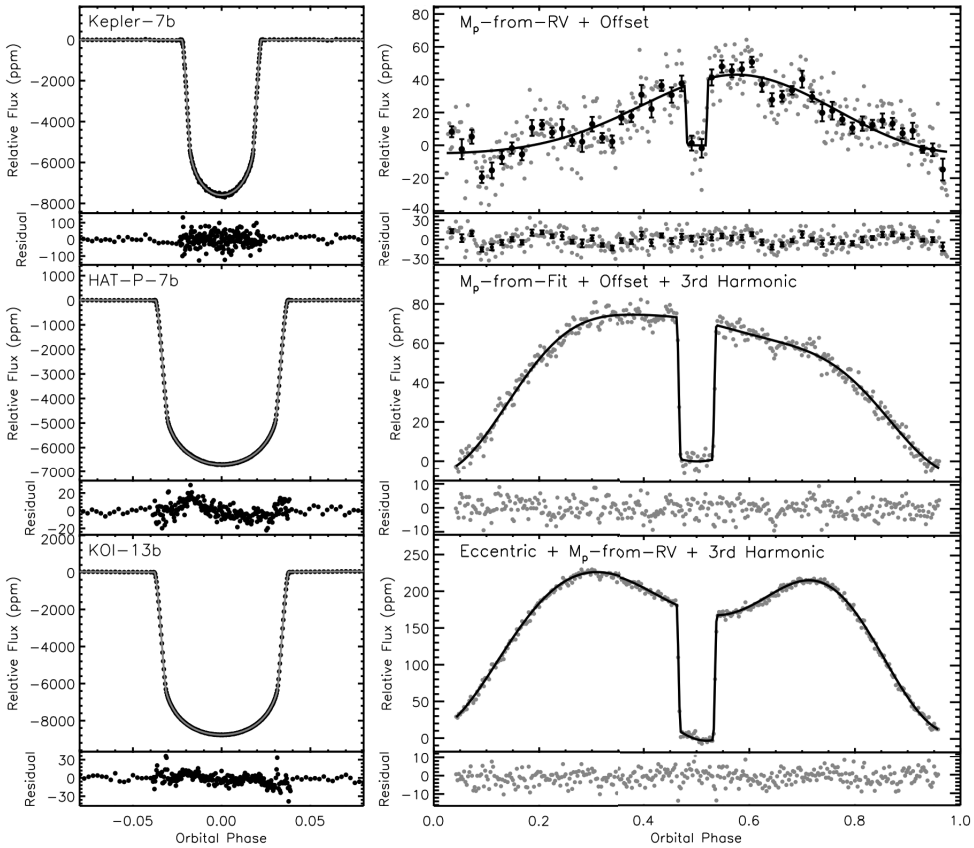 Kepler-7b
M_p-from-RV + Offset
Relative Flux (ppm)
0
-2000
-4000
-6000
-8000
Relative Flux (ppm)
60
40
20
0
-20
-40
Residual
100
0
-100
Residual
30
0
-30
HAT-P-7b
M_p-from-Fit + Offset + 3rd Harmonic
Relative Flux (ppm)
1000
0
-1000
-2000
-3000
-4000
-5000
-6000
-7000
Relative Flux (ppm)
80
60
40
20
0
Residual
20
0
-20
Residual
10
0
-10
KOI-13b
Eccentric + M_p-from-RV + 3rd Harmonic
Relative Flux (ppm)
2000
0
-2000
-4000
-6000
-8000
Relative Flux (ppm)
250
200
150
100
50
0
Residual
30
0
-30
Residual
10
0
-10
-0.05 0.00 0.05
Orbital Phase
0.0 0.2 0.4 0.6 0.8 1.0
Orbital Phase